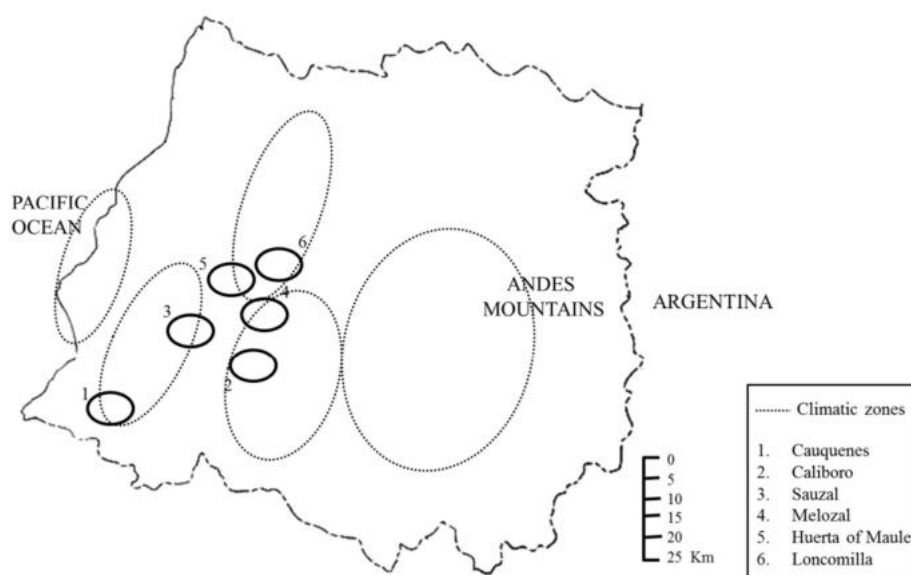 PACIFIC
OCEAN
6
5
ANDES
MOUNTAINS
ARGENTINA
4
3
2
1
Climatic zones
1. Cauquenes
2. Caliboro
3. Sauzal
4. Melozal
5. Huerta of Maule
6. Loncomilla
0
5
10
15
20
25 Km